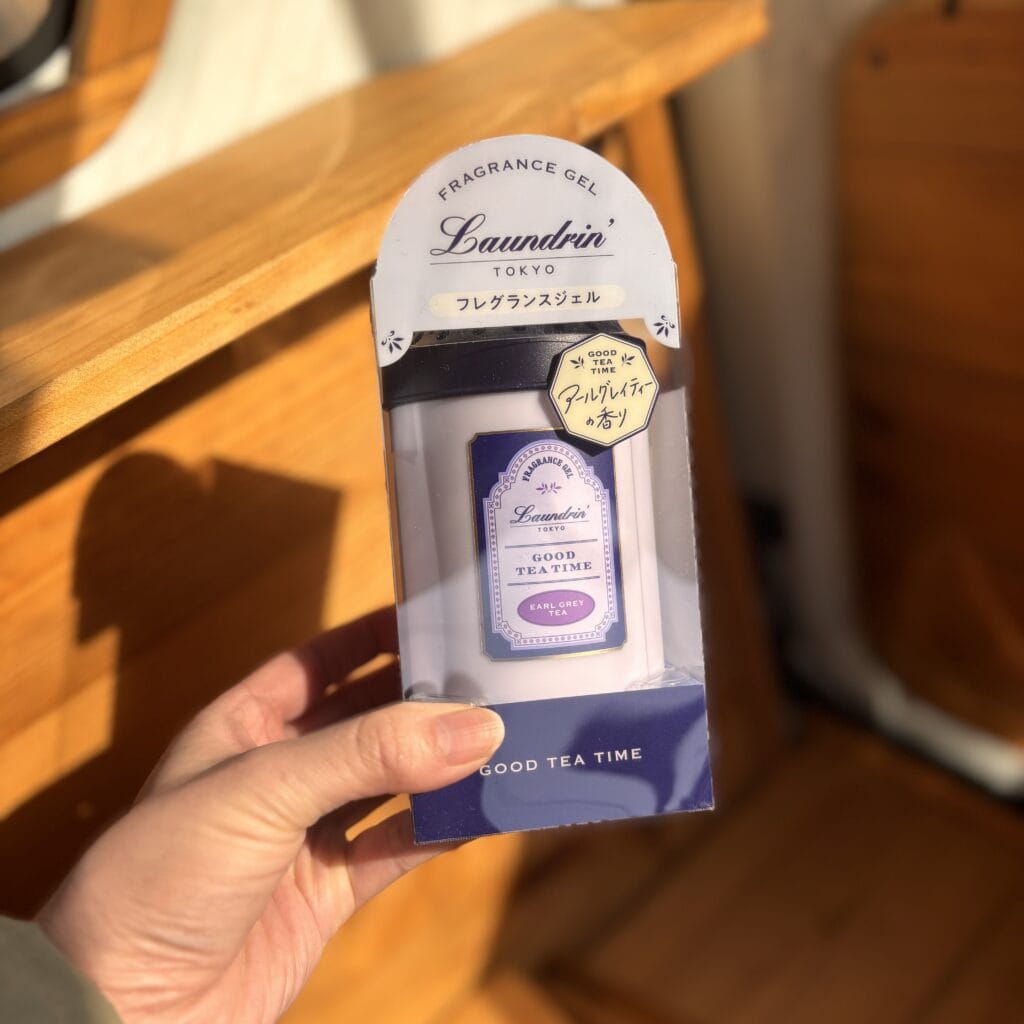 FRAGRANCE GEL
Laundrin'
TOKYO
フレグランスジェル
GOOD
TEA
TIME
アールグレイティー
の香り
FRAGRANCE GEL
Laundrin'
TOKYO
GOOD
TEA TIME
EARL GREY
TEA
GOOD TEA TIME